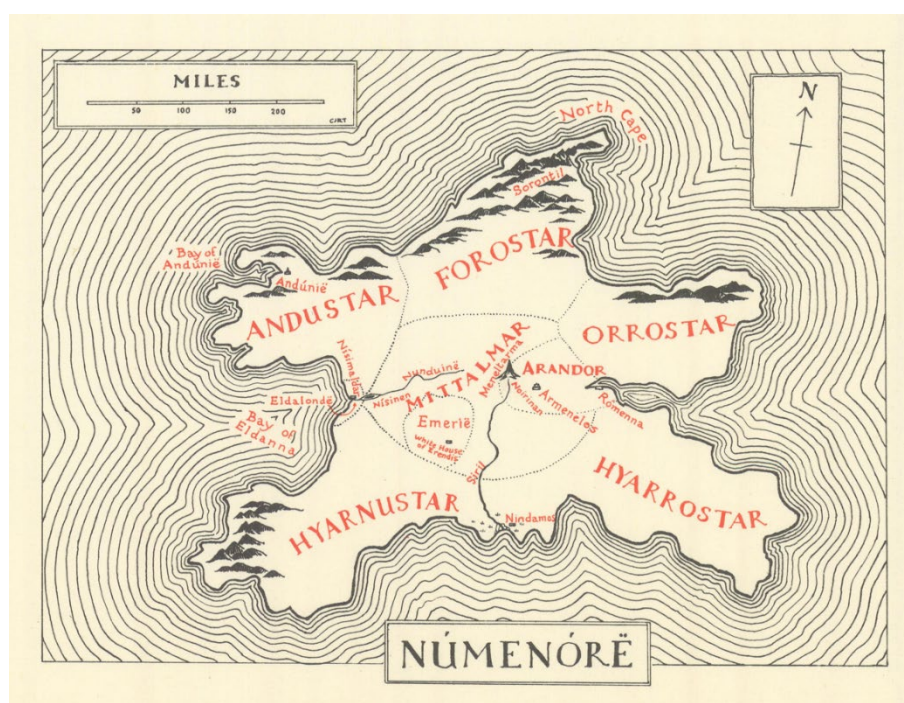 MILES
50 100 150 200
CJRT
N
North Cape
Sorontil
Bay of
Andúnië
Andúnië
FOROSTAR
ANDUSTAR
ORROSTAR
Nísimaldar
Nunduinë
MITTALMAR
Meneltarma
ARANDOR
Noirinan
Armenelos
Rómenna
Eldalondë
Nísinen
Bay of
Eldanna
Emerië
White House
of Erendis
Siril
HYARROSTAR
HYARNUSTAR
Nindamos
NÚMENÓRË